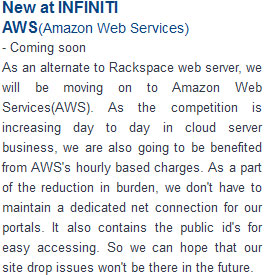 New at INFINITI
AWS(Amazon Web Services)
- Coming soon
As an alternate to Rackspace web server, we
will be moving on to Amazon Web
Services(AWS). As the competition is
increasing day to day in cloud server
business, we are also going to be benefited
from AWS's hourly based charges. As a part
of the reduction in burden, we don't have to
maintain a dedicated net connection for our
portals. It also contains the public id's for
easy accessing. So we can hope that our
site drop issues won't be there in the future.